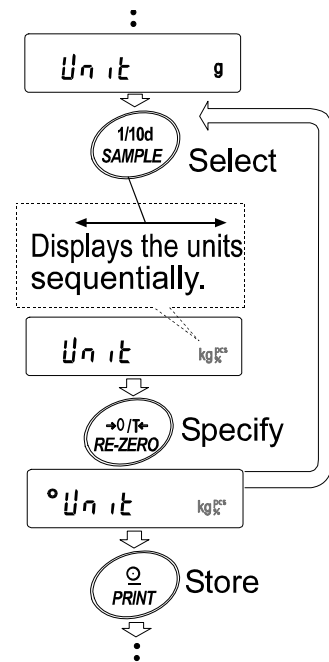 Unit g
1/10d
SAMPLE
Select
Displays the units
sequentially.
Unit kg pcs %
→0/T←
RE-ZERO
Specify
Unit kg pcs %
PRINT
Store